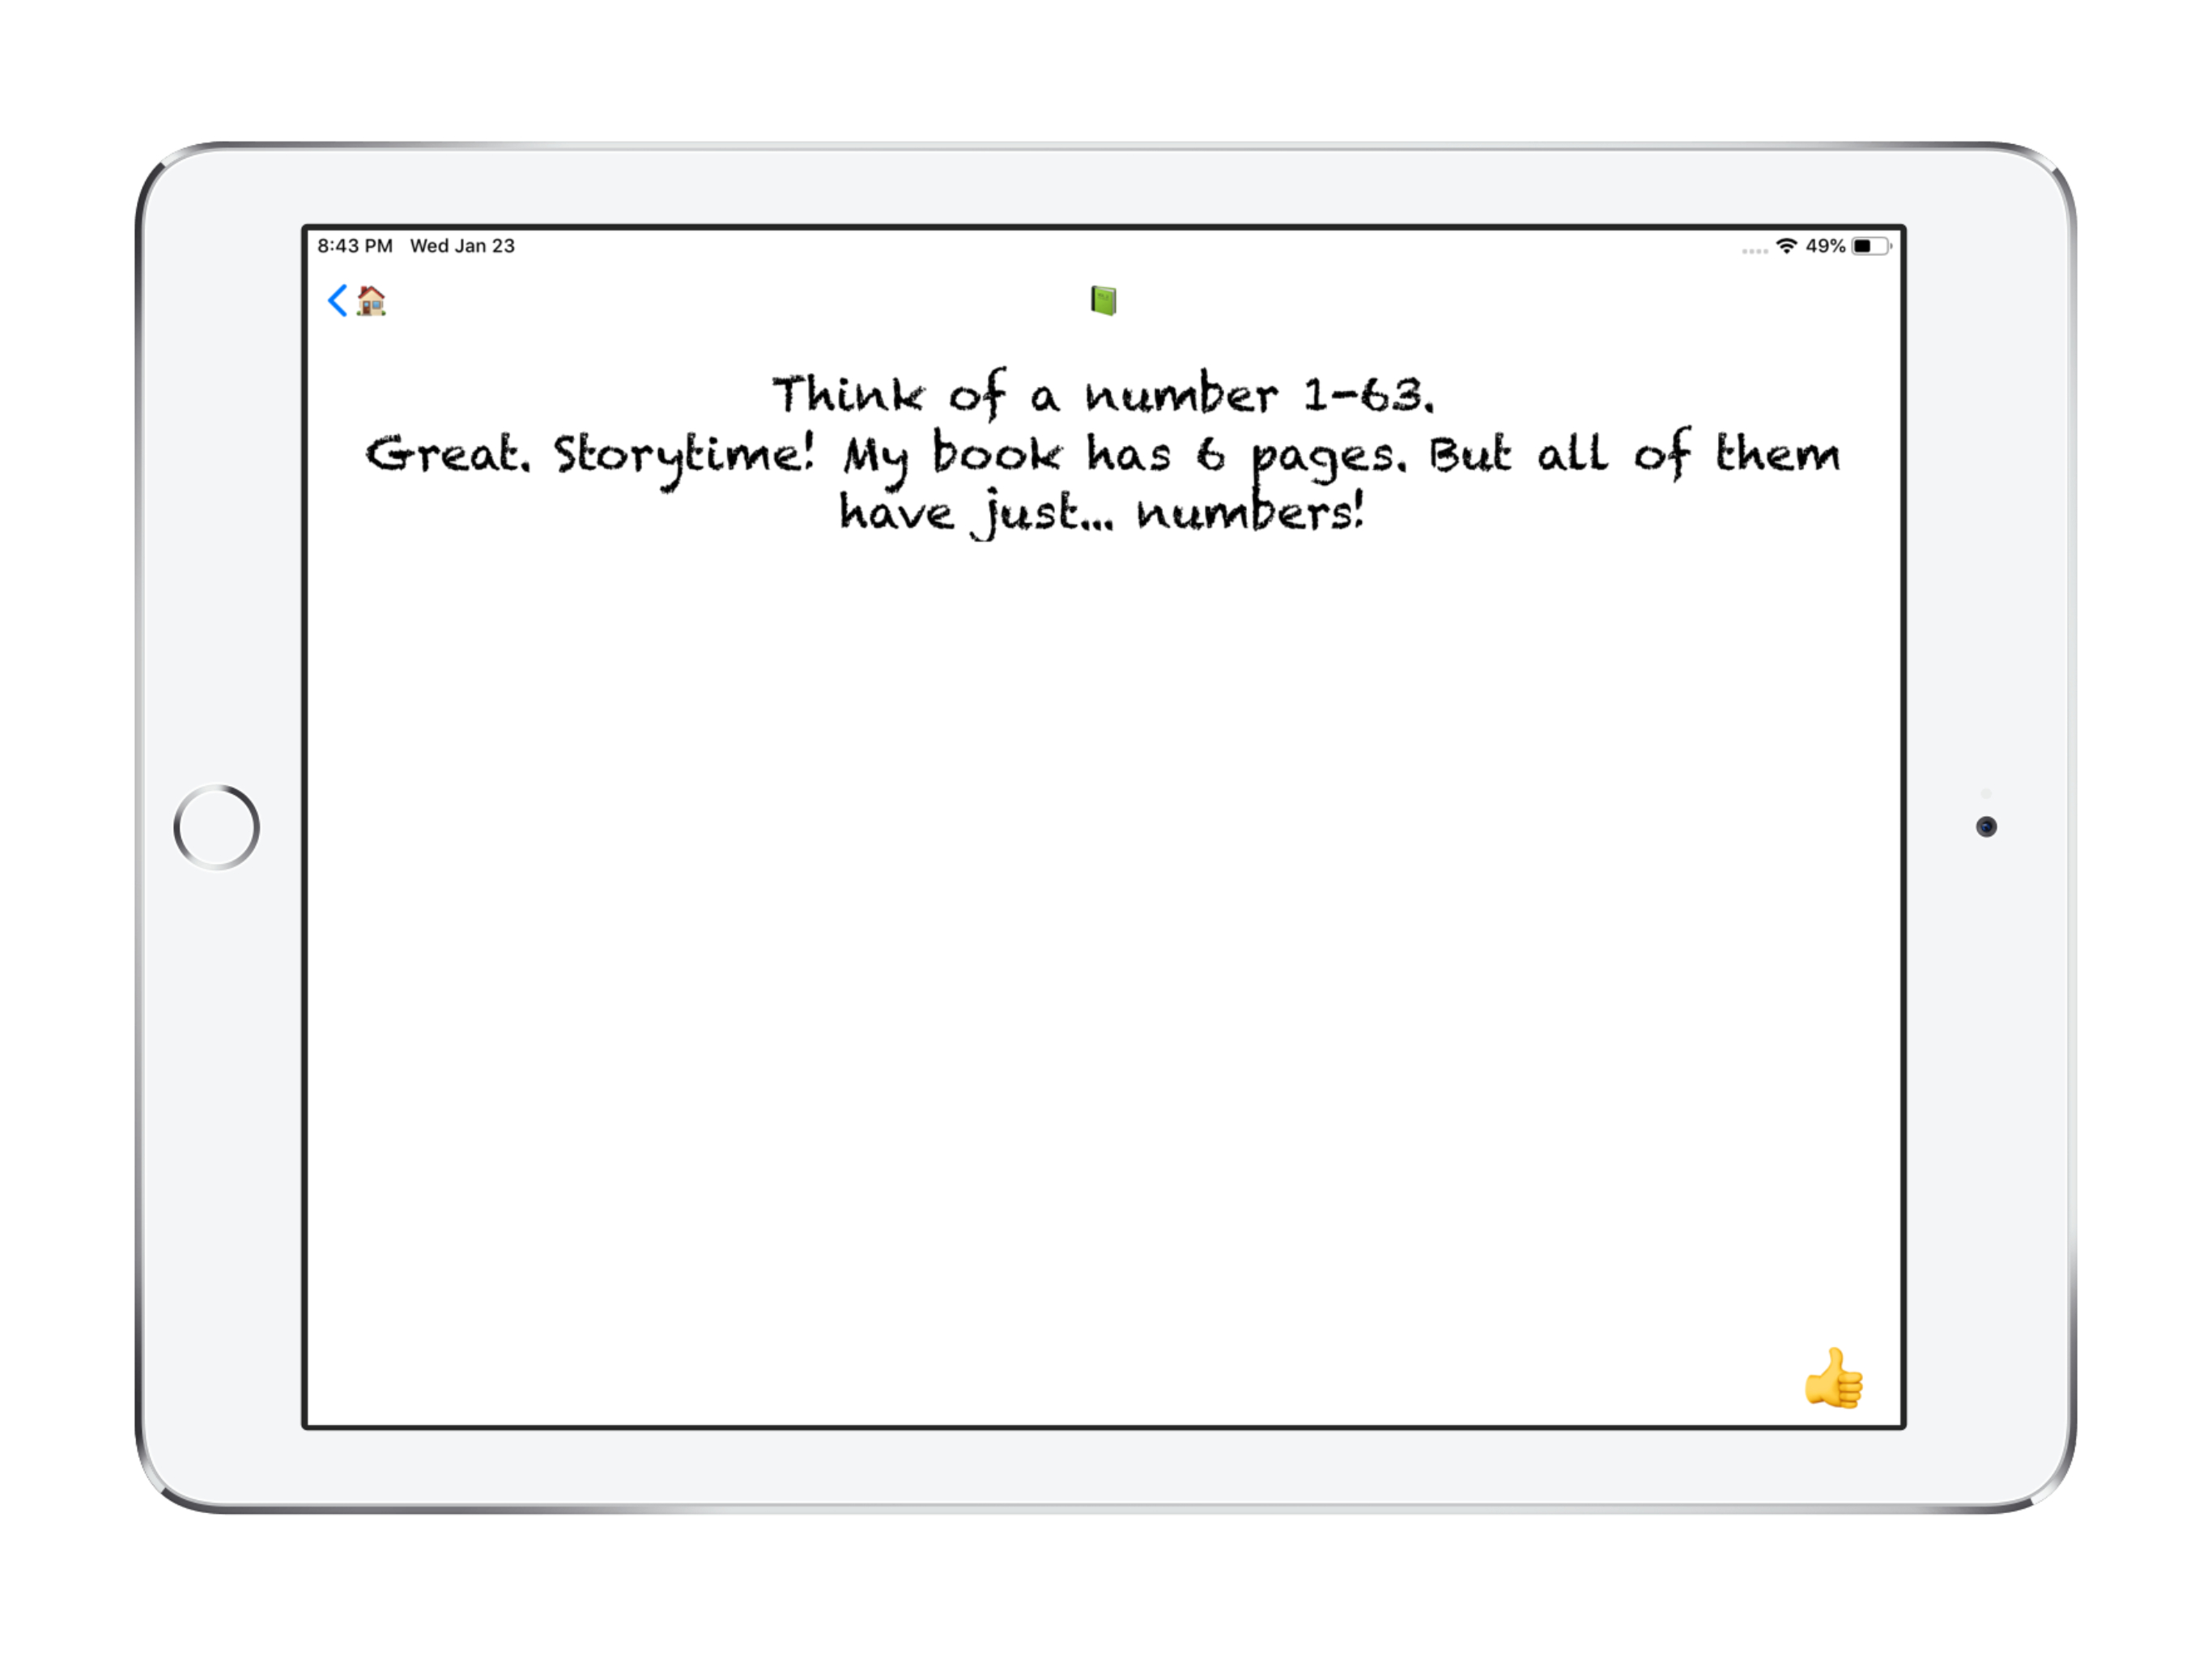 8:43 PM Wed Jan 23
49%
Think of a number 1-63.
Great. Storytime! My book has 6 pages. But all of them
have just... numbers!